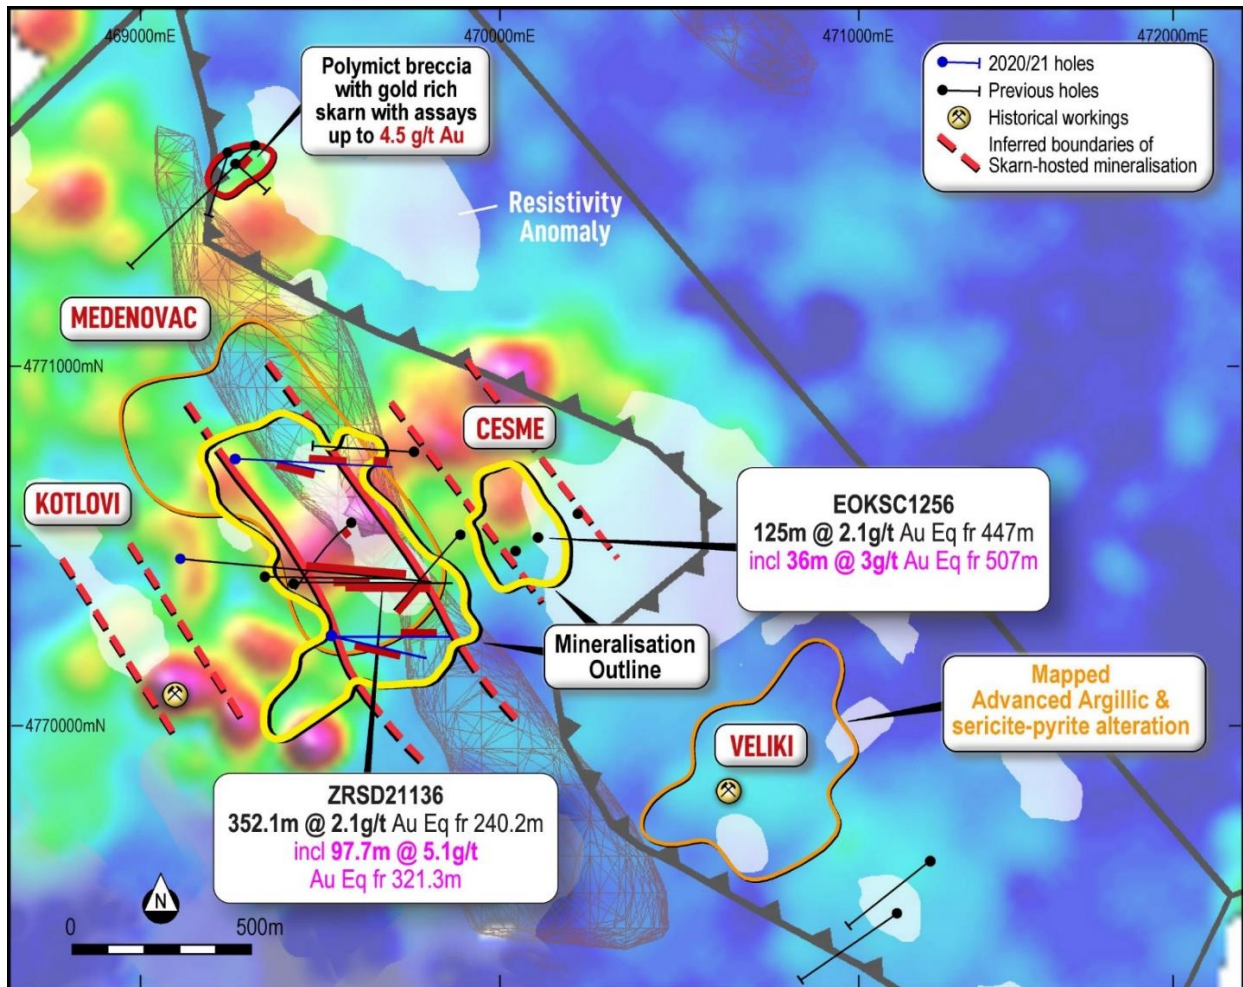 469000mE
470000mE
471000mE
472000mE
Polymict breccia
with gold rich
skarn with assays
up to 4.5 g/t Au
2020/21 holes
Previous holes
Historical workings
Inferred boundaries of
Skarn-hosted mineralisation
Resistivity
Anomaly
MEDENOVAC
4771000mN
CESME
KOTLOVI
EOKSC1256
125m @ 2.1g/t Au Eq fr 447m
incl 36m @ 3g/t Au Eq fr 507m
Mineralisation
Outline
Mapped
Advanced Argillic &
sericite-pyrite alteration
4770000mN
VELIKI
ZRSD21136
352.1m @ 2.1g/t Au Eq fr 240.2m
incl 97.7m @ 5.1g/t
Au Eq fr 321.3m
N
0
500m